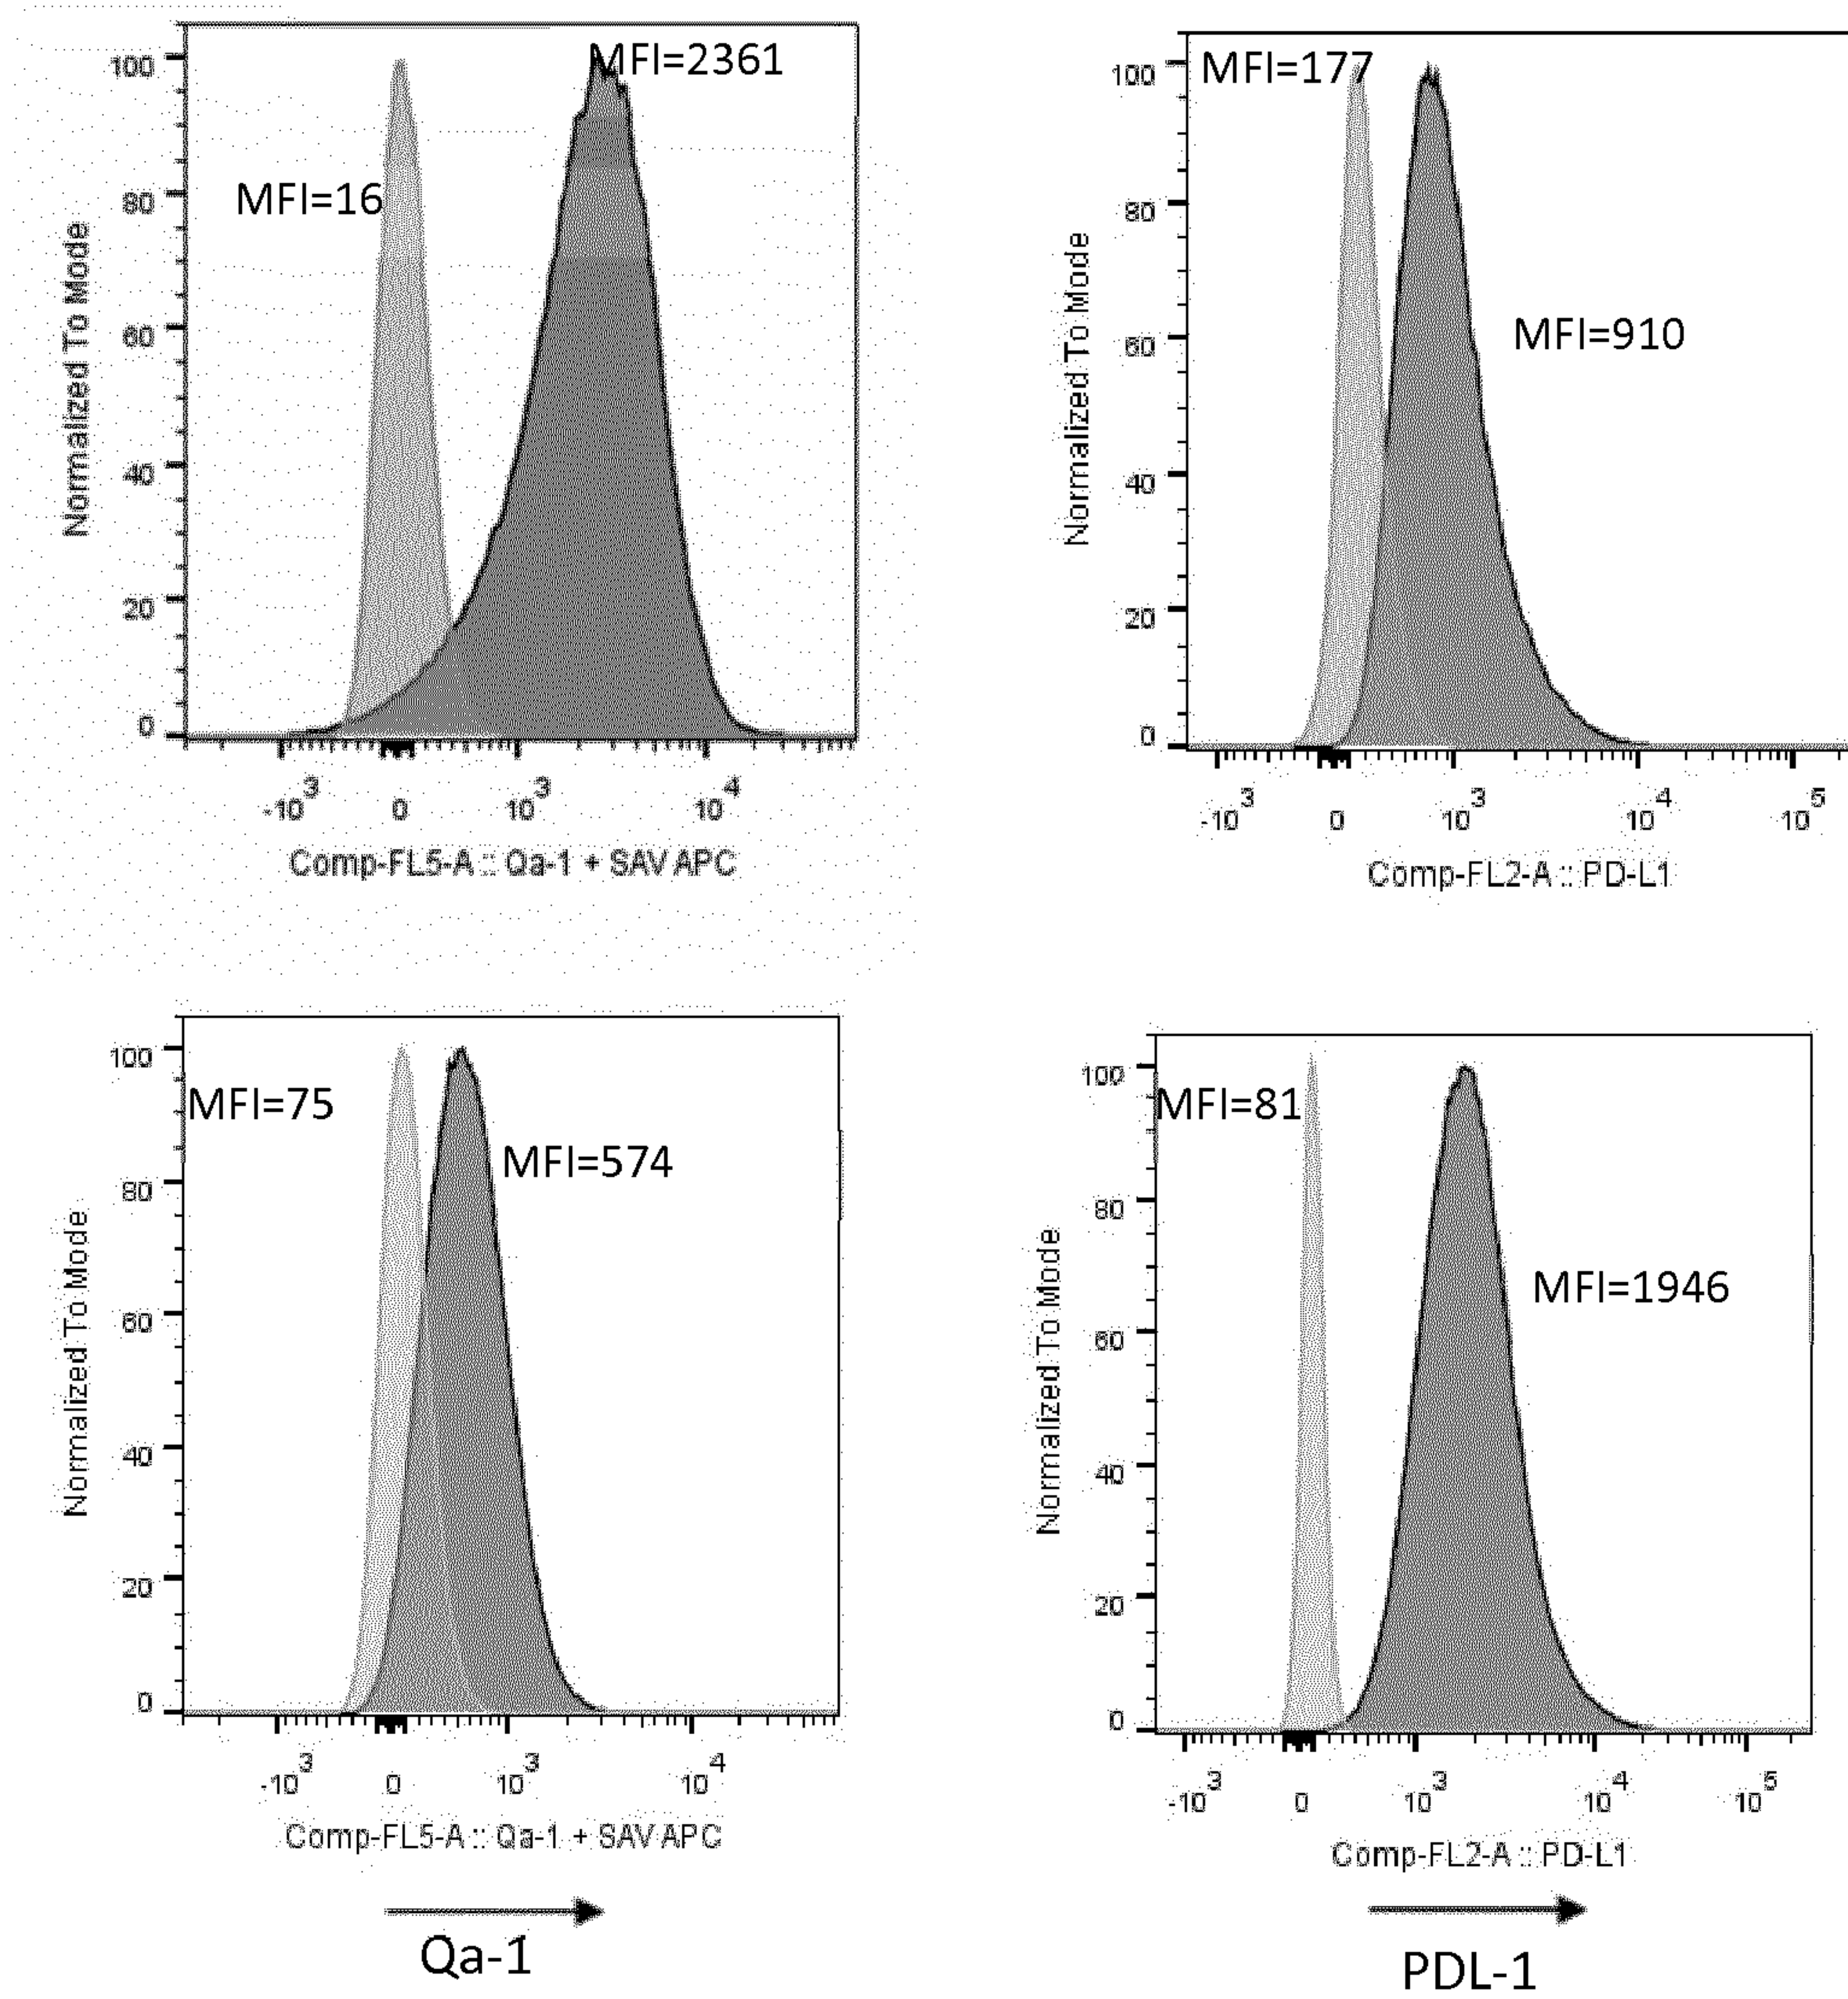 MFI=2361
MFI=16
Normalized To Mode
100
80
60
40
20
0
-10^3 0 10^3 10^4
Comp-FL5-A :: Qa-1 + SAV APC
MFI=177
MFI=910
Normalized To Mode
100
80
60
40
20
0
-10^3 0 10^3 10^4 10^5
Comp-FL2-A :: PD-L1
MFI=75
MFI=574
Normalized To Mode
100
80
60
40
20
0
-10^3 0 10^3 10^4
Comp-FL5-A :: Qa-1 + SAV APC
Qa-1
MFI=81
MFI=1946
Normalized To Mode
100
80
60
40
20
0
-10^3 0 10^3 10^4 10^5
Comp-FL2-A :: PD-L1
PDL-1